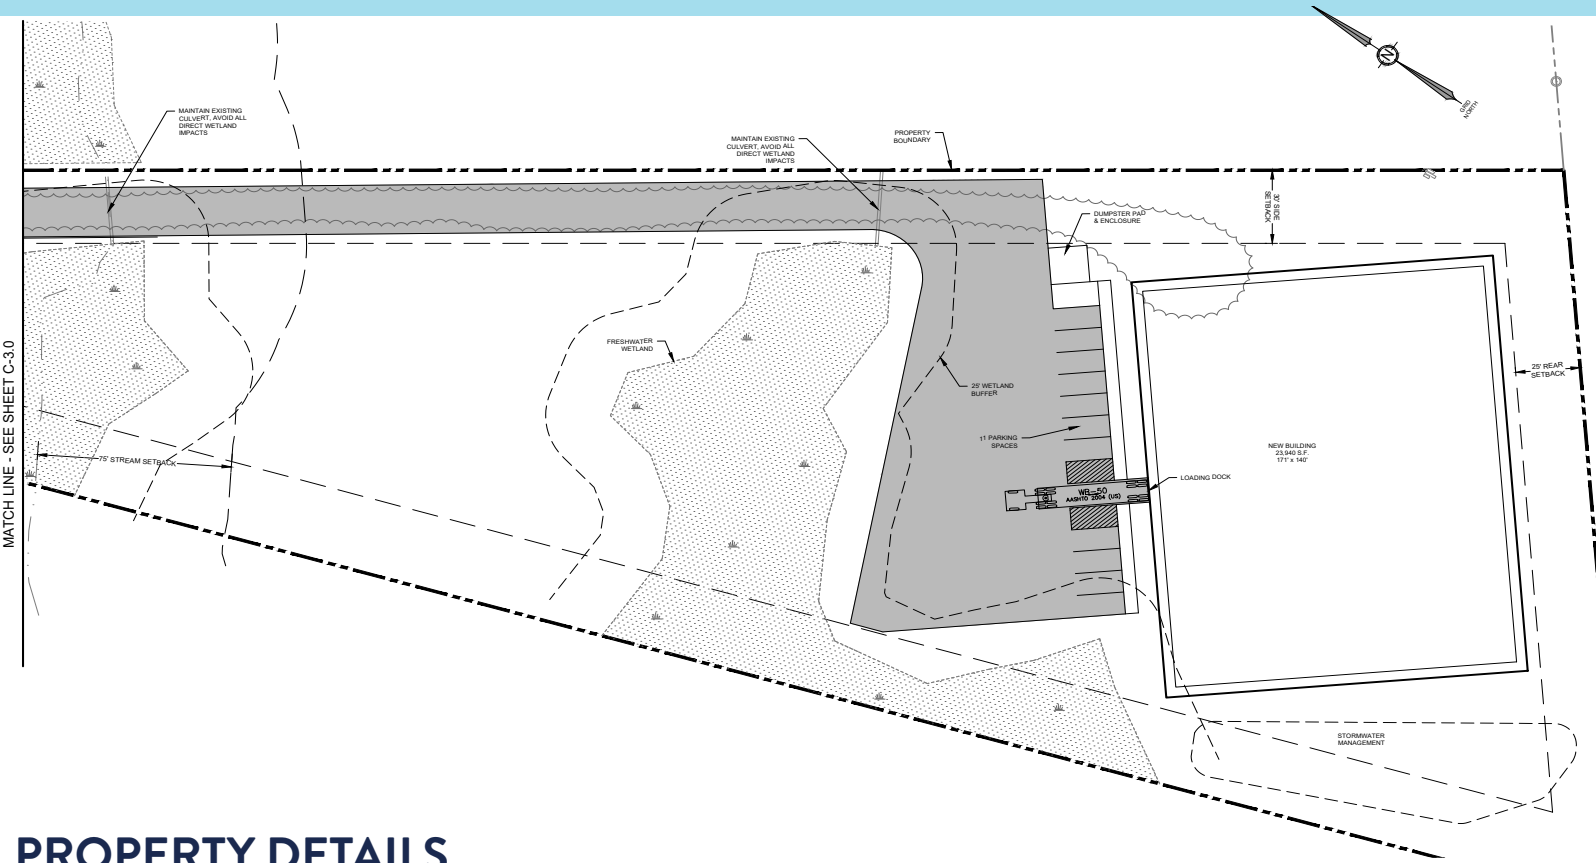 N
GRID
NORTH
MAINTAIN EXISTING
CULVERT, AVOID ALL
DIRECT WETLAND
IMPACTS
MAINTAIN EXISTING
CULVERT, AVOID ALL
DIRECT WETLAND
IMPACTS
PROPERTY
BOUNDARY
30' SIDE
SETBACK
DUMPSTER PAD
& ENCLOSURE
FRESHWATER
WETLAND
25' WETLAND
BUFFER
25' REAR
SETBACK
11 PARKING
SPACES
NEW BUILDING
23,940 S.F.
171' x 140'
75' STREAM SETBACK
LOADING DOCK
WB-50
AASHTO 2004 (US)
MATCH LINE - SEE SHEET C-3.0
STORMWATER
MANAGEMENT
PROPERTY DETAILS